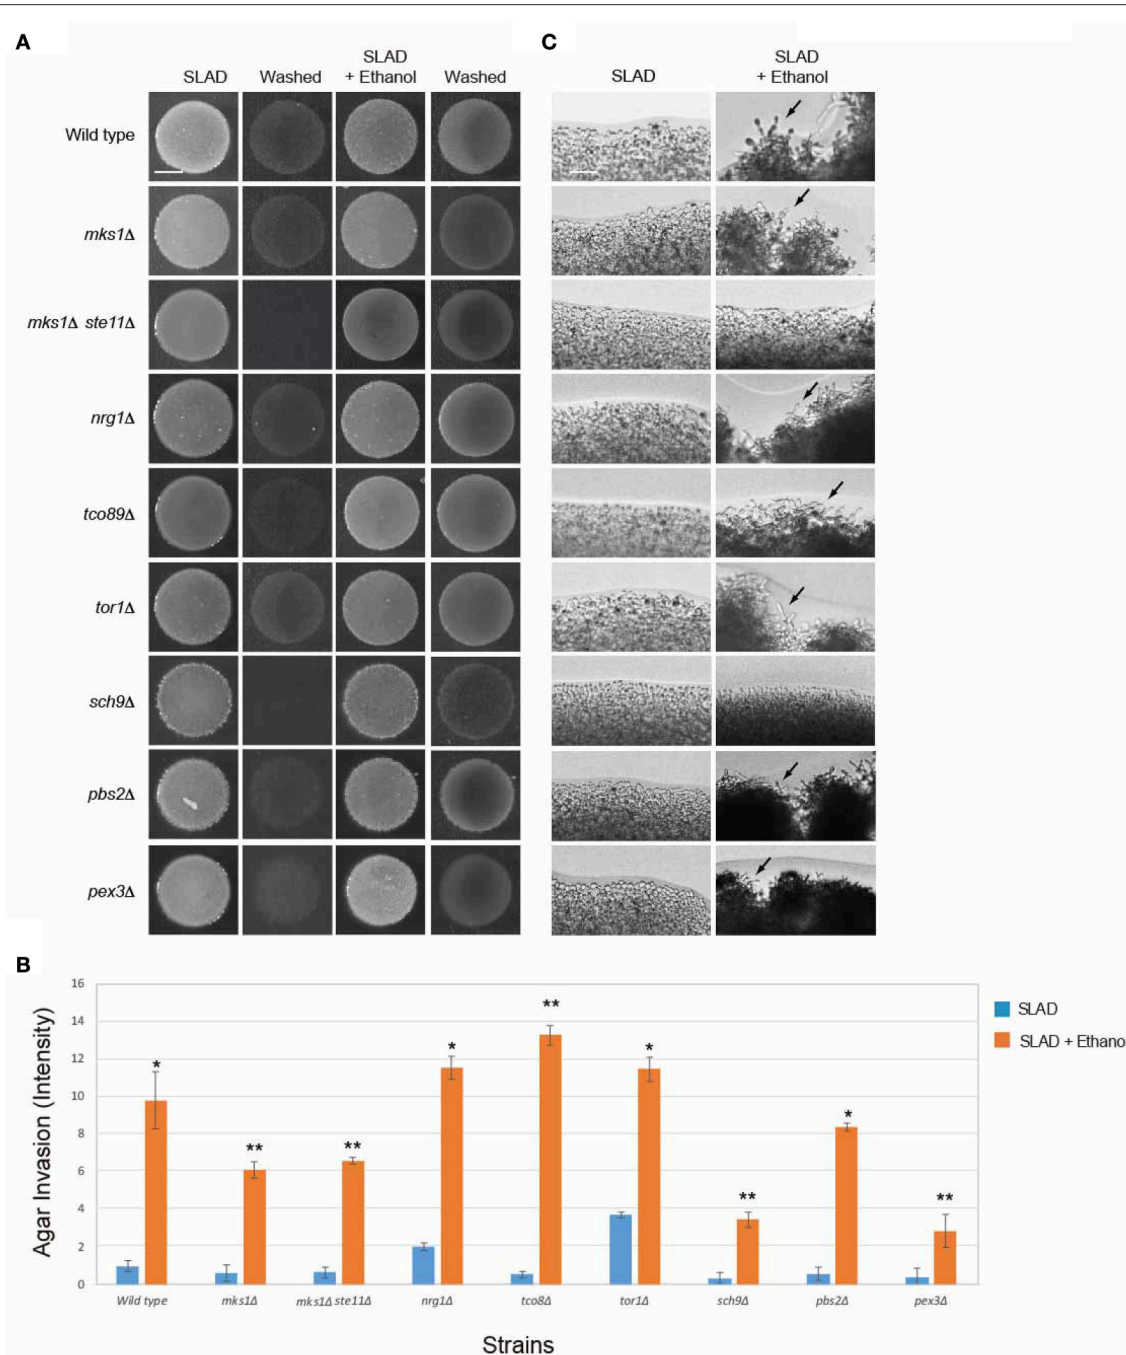 A
SLAD
Washed
SLAD
+ Ethanol
Washed
Wild type
mks1Δ
mks1Δ ste11Δ
nrg1Δ
tco89Δ
tor1Δ
sch9Δ
pbs2Δ
pex3Δ
C
SLAD
SLAD
+ Ethanol
B
Agar Invasion (Intensity)
16
14
12
10
8
6
4
2
0
*
**
**
*
**
*
**
*
**
Wild type
mks1Δ
mks1Δ ste11Δ
nrg1Δ
tco8Δ
tor1Δ
sch9Δ
pbs2Δ
pex3Δ
Strains
SLAD
SLAD + Ethano